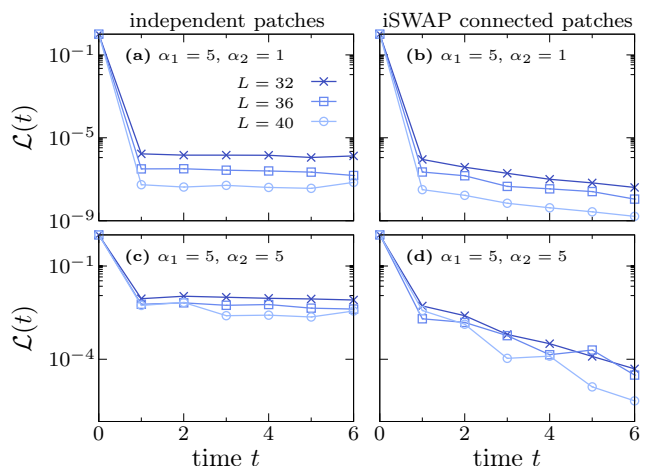 independent patches
iSWAP connected patches
(a) α₁ = 5, α₂ = 1
(b) α₁ = 5, α₂ = 1
L = 32
L = 36
L = 40
10⁻¹
10⁻⁵
10⁻⁹
ℒ(t)
(c) α₁ = 5, α₂ = 5
(d) α₁ = 5, α₂ = 5
10⁻¹
10⁻⁴
ℒ(t)
0 2 4 6 0 2 4 6
time t
time t